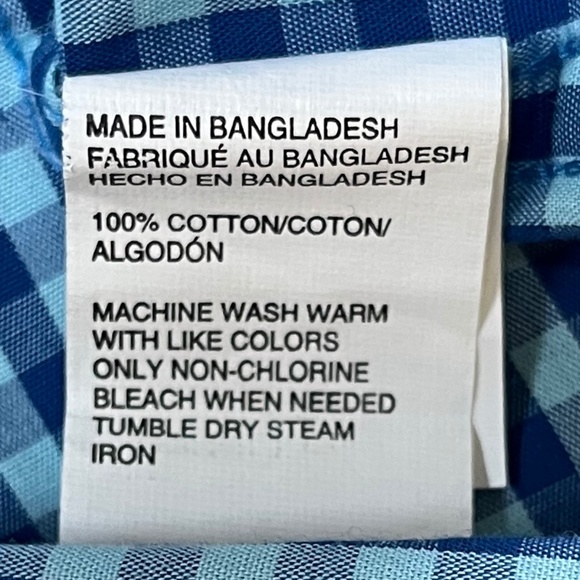 MADE IN BANGLADESH
FABRIQUÉ AU BANGLADESH
HECHO EN BANGLADESH
100% COTTON/COTON/
ALGODÓN
MACHINE WASH WARM
WITH LIKE COLORS
ONLY NON-CHLORINE
BLEACH WHEN NEEDED
TUMBLE DRY STEAM
IRON